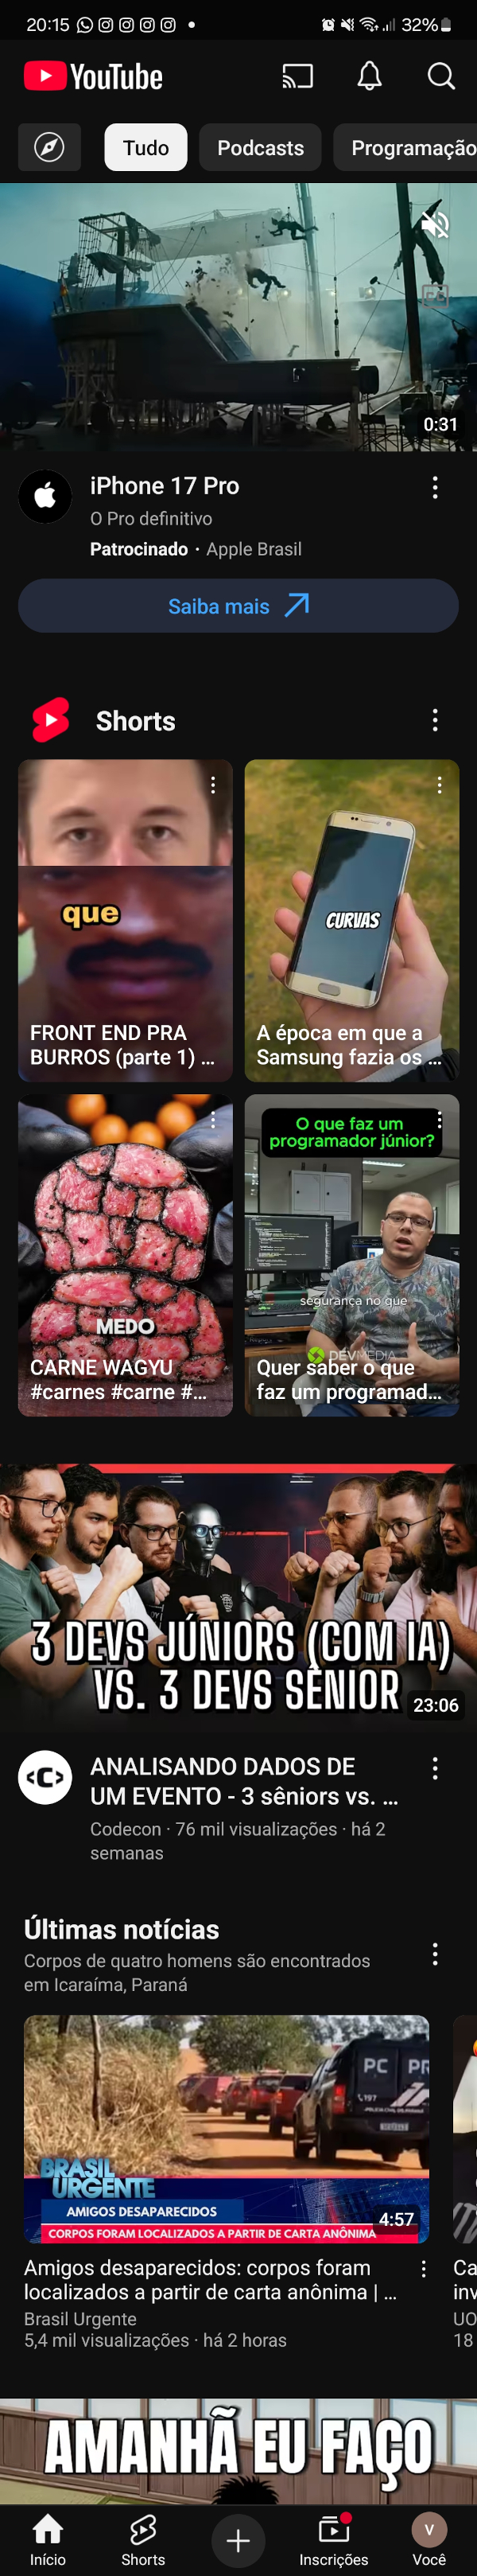 20:15
32%
YouTube
Tudo
Podcasts
Programação
CC
0:31
iPhone 17 Pro
O Pro definitivo
Patrocinado • Apple Brasil
Saiba mais
Shorts
que
FRONT END PRA
BURROS (parte 1) ...
CURVAS
A época em que a
Samsung fazia os ...
MEDO
CARNE WAGYU
#carnes #carne #...
O que faz um
programador júnior?
segurança no que
DEVMEDIA
Quer saber o que
faz um programad...
3 DEVS JÚNIORS (COM IA)
VS. 3 DEVS SENIOR
23:06
<C>
ANALISANDO DADOS DE
UM EVENTO - 3 sêniors vs. ...
Codecon · 76 mil visualizações · há 2
semanas
Últimas notícias
Corpos de quatro homens são encontrados
em Icaraíma, Paraná
PC PR
197
BRASIL
URGENTE
AMIGOS DESAPARECIDOS
CORPOS FORAM LOCALIZADOS A PARTIR DE CARTA ANÔNIMA
4:57
Amigos desaparecidos: corpos foram
localizados a partir de carta anônima | ...
Brasil Urgente
5,4 mil visualizações · há 2 horas
Ca
inv
UO
18
AMANHÃ EU FAÇO
Início
Shorts
Inscrições
V
Você